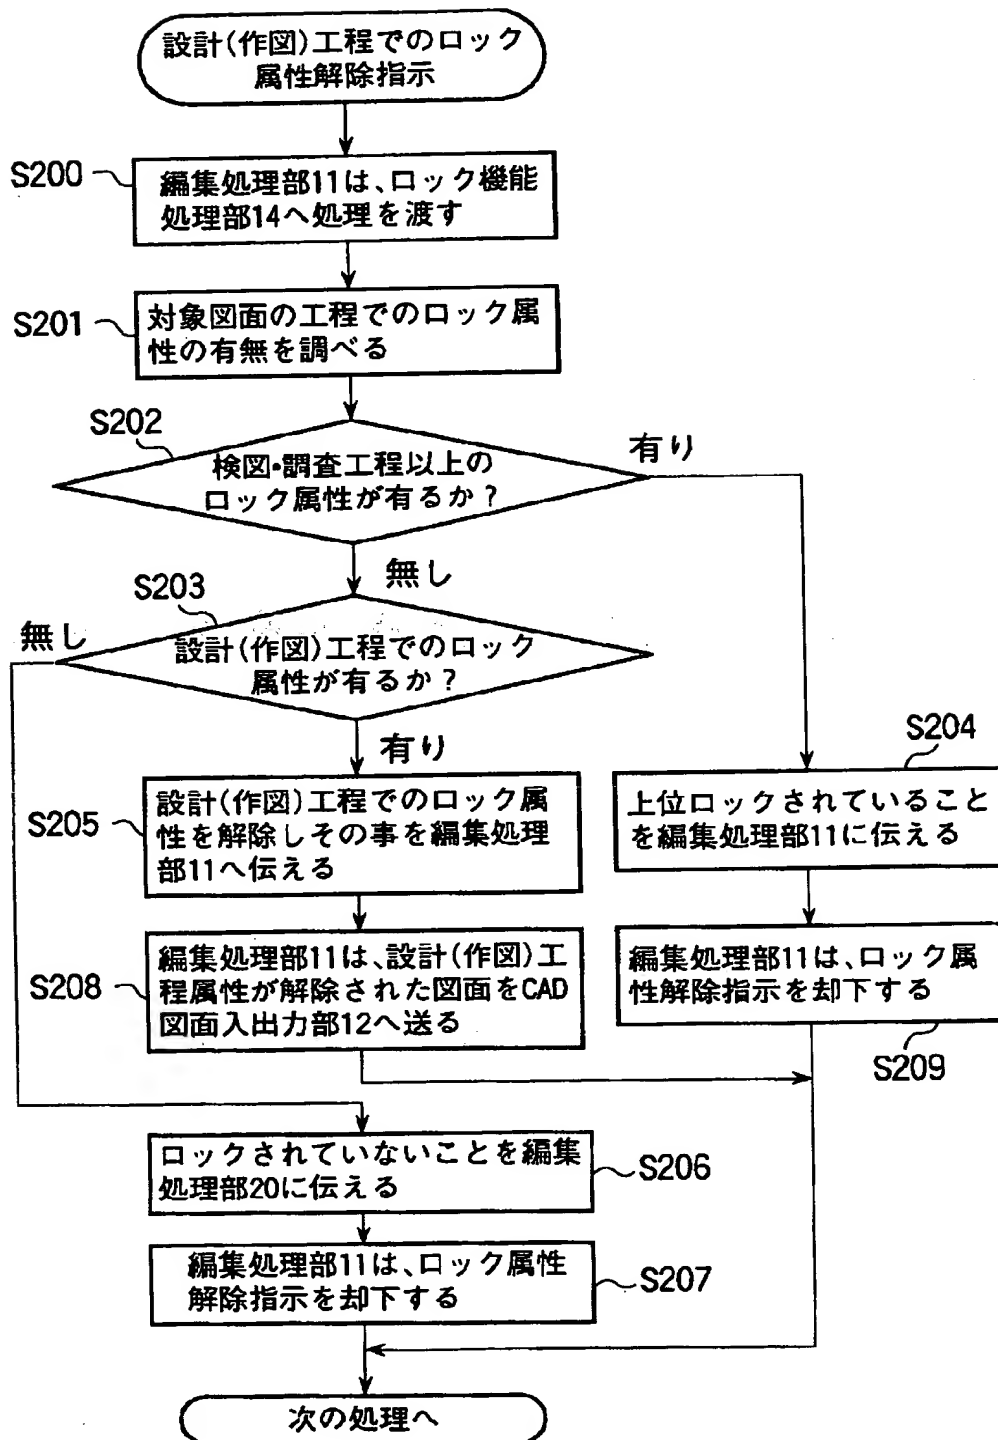 設計(作図)工程でのロック
属性解除指示
S200
編集処理部11は、ロック機能
処理部14へ処理を渡す
S201
対象図面の工程でのロック属
性の有無を調べる
S202
検図・調査工程以上の
ロック属性が有るか？
有り
無し
S203
無し
設計(作図)工程でのロック
属性が有るか？
有り
S204
上位ロックされていること
を編集処理部11に伝える
S205
設計(作図)工程でのロック属
性を解除しその事を編集処理
部11へ伝える
S208
編集処理部11は、設計(作図)工
程属性が解除された図面をCAD
図面入出力部12へ送る
編集処理部11は、ロック属
性解除指示を却下する
S209
ロックされていないことを編集
処理部20に伝える
S206
編集処理部11は、ロック属性
解除指示を却下する
S207
次の処理へ